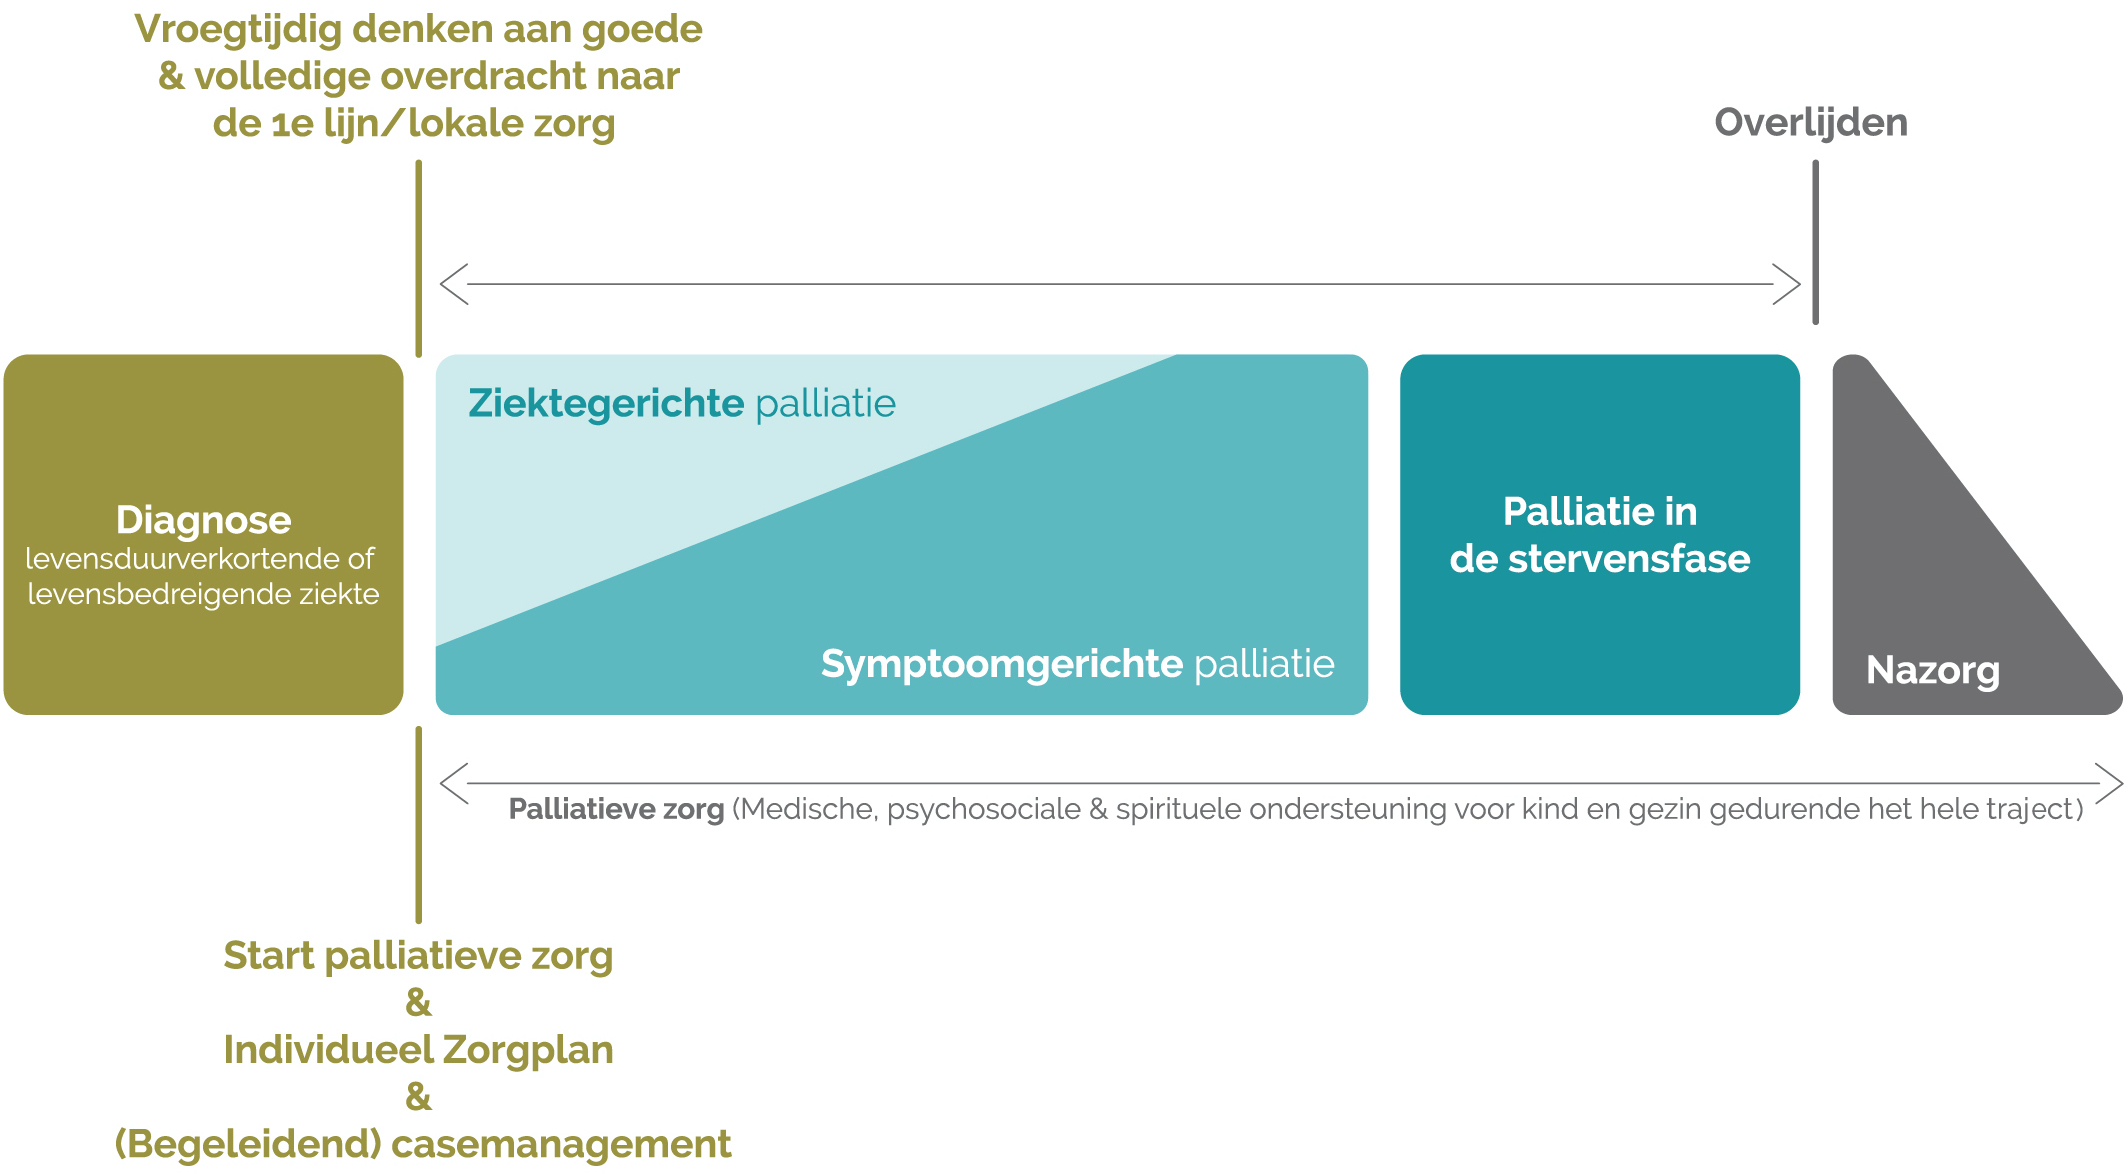 Vroegtijdig denken aan goede
& volledige overdracht naar
de 1e lijn/lokale zorg
Overlijden
Ziektegerichte palliatie
Diagnose
levensduurverkortende of
levensbedreigende ziekte
Symptoomgerichte palliatie
Palliatie in
de stervensfase
Nazorg
Palliatieve zorg (Medische, psychosociale & spirituele ondersteuning voor kind en gezin gedurende het hele traject)
Start palliatieve zorg
&
Individueel Zorgplan
&
(Begeleidend) casemanagement